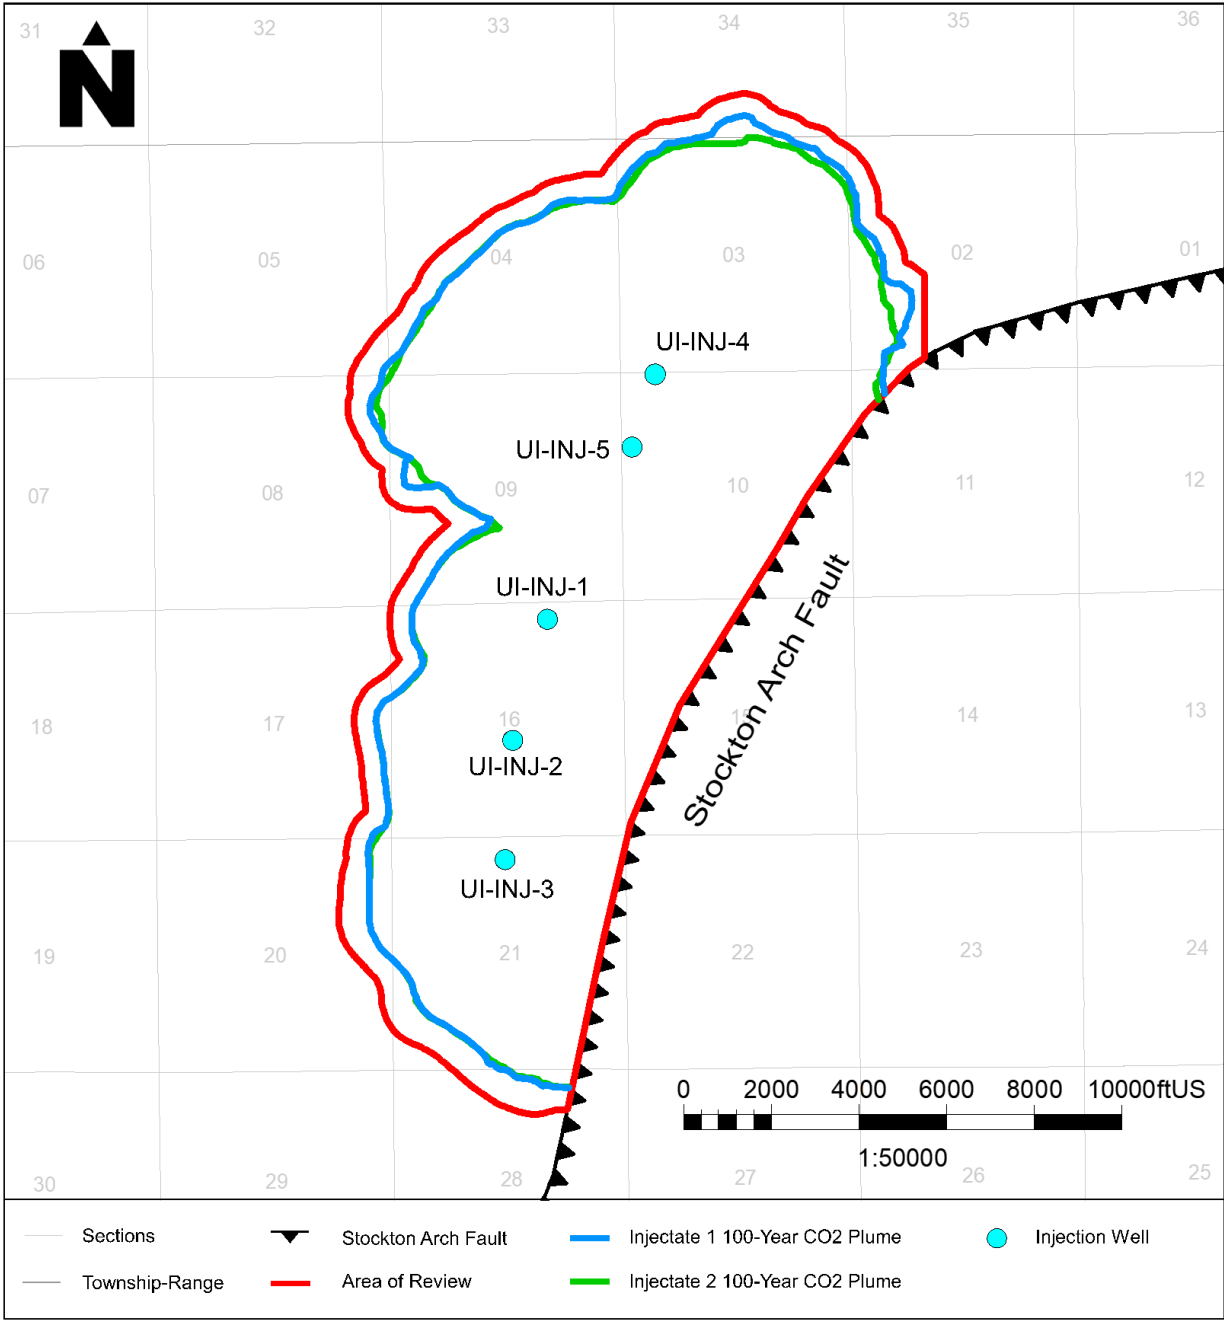 31 32 33 34 35 36
N
06 05 04 03 02 01
UI-INJ-4
UI-INJ-5
07 08 09 10 11 12
UI-INJ-1
Stockton Arch Fault
18 17 16 15 14 13
UI-INJ-2
UI-INJ-3
19 20 21 22 23 24
0 2000 4000 6000 8000 10000ftUS
1:50000
30 29 28 27 26 25
Sections
Stockton Arch Fault
Injectate 1 100-Year CO2 Plume
Injection Well
Township-Range
Area of Review
Injectate 2 100-Year CO2 Plume